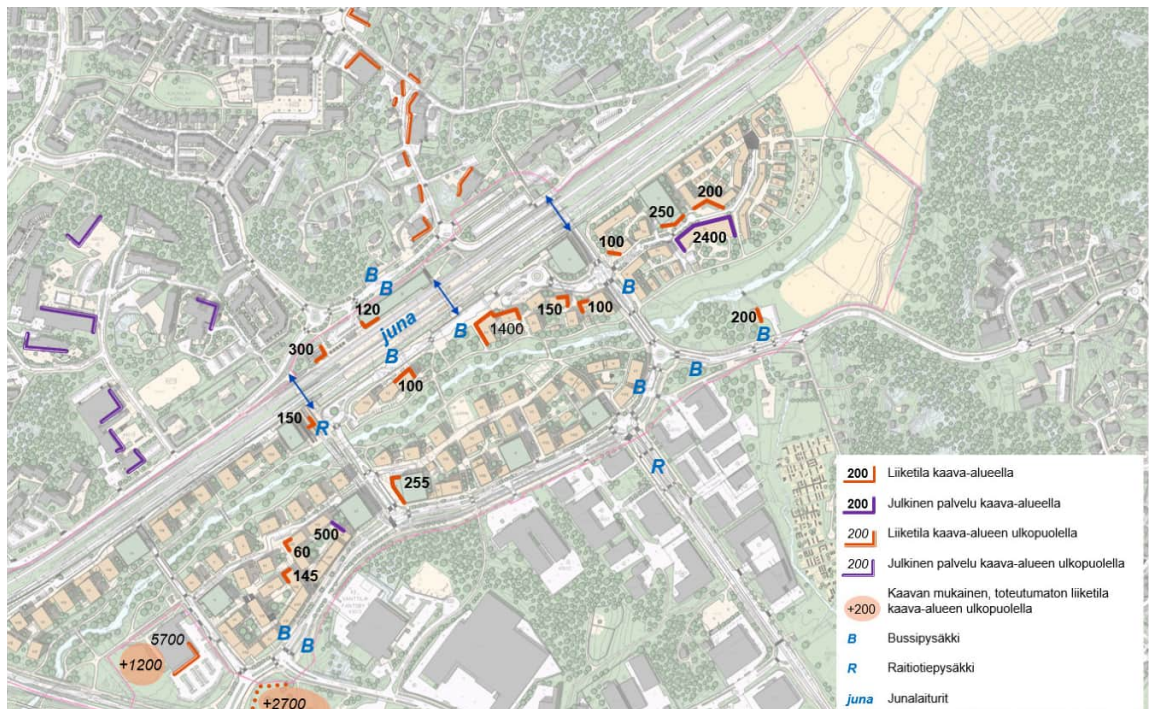 200
250
2400
100
B
B
B
120
juna
B
1400
150
100
200
B
300
B
B
100
B
150
R
R
255
500
60
145
B
B
5700
+1200
+2700
200 Liiketila kaava-alueella
200 Julkinen palvelu kaava-alueella
200 Liiketila kaava-alueen ulkopuolella
200 Julkinen palvelu kaava-alueen ulkopuolella
Kaavan mukainen, toteutumaton liiketila
+200 kaava-alueen ulkopuolella
B Bussipysäkki
R Raitiotiepysäkki
juna Junalaiturit